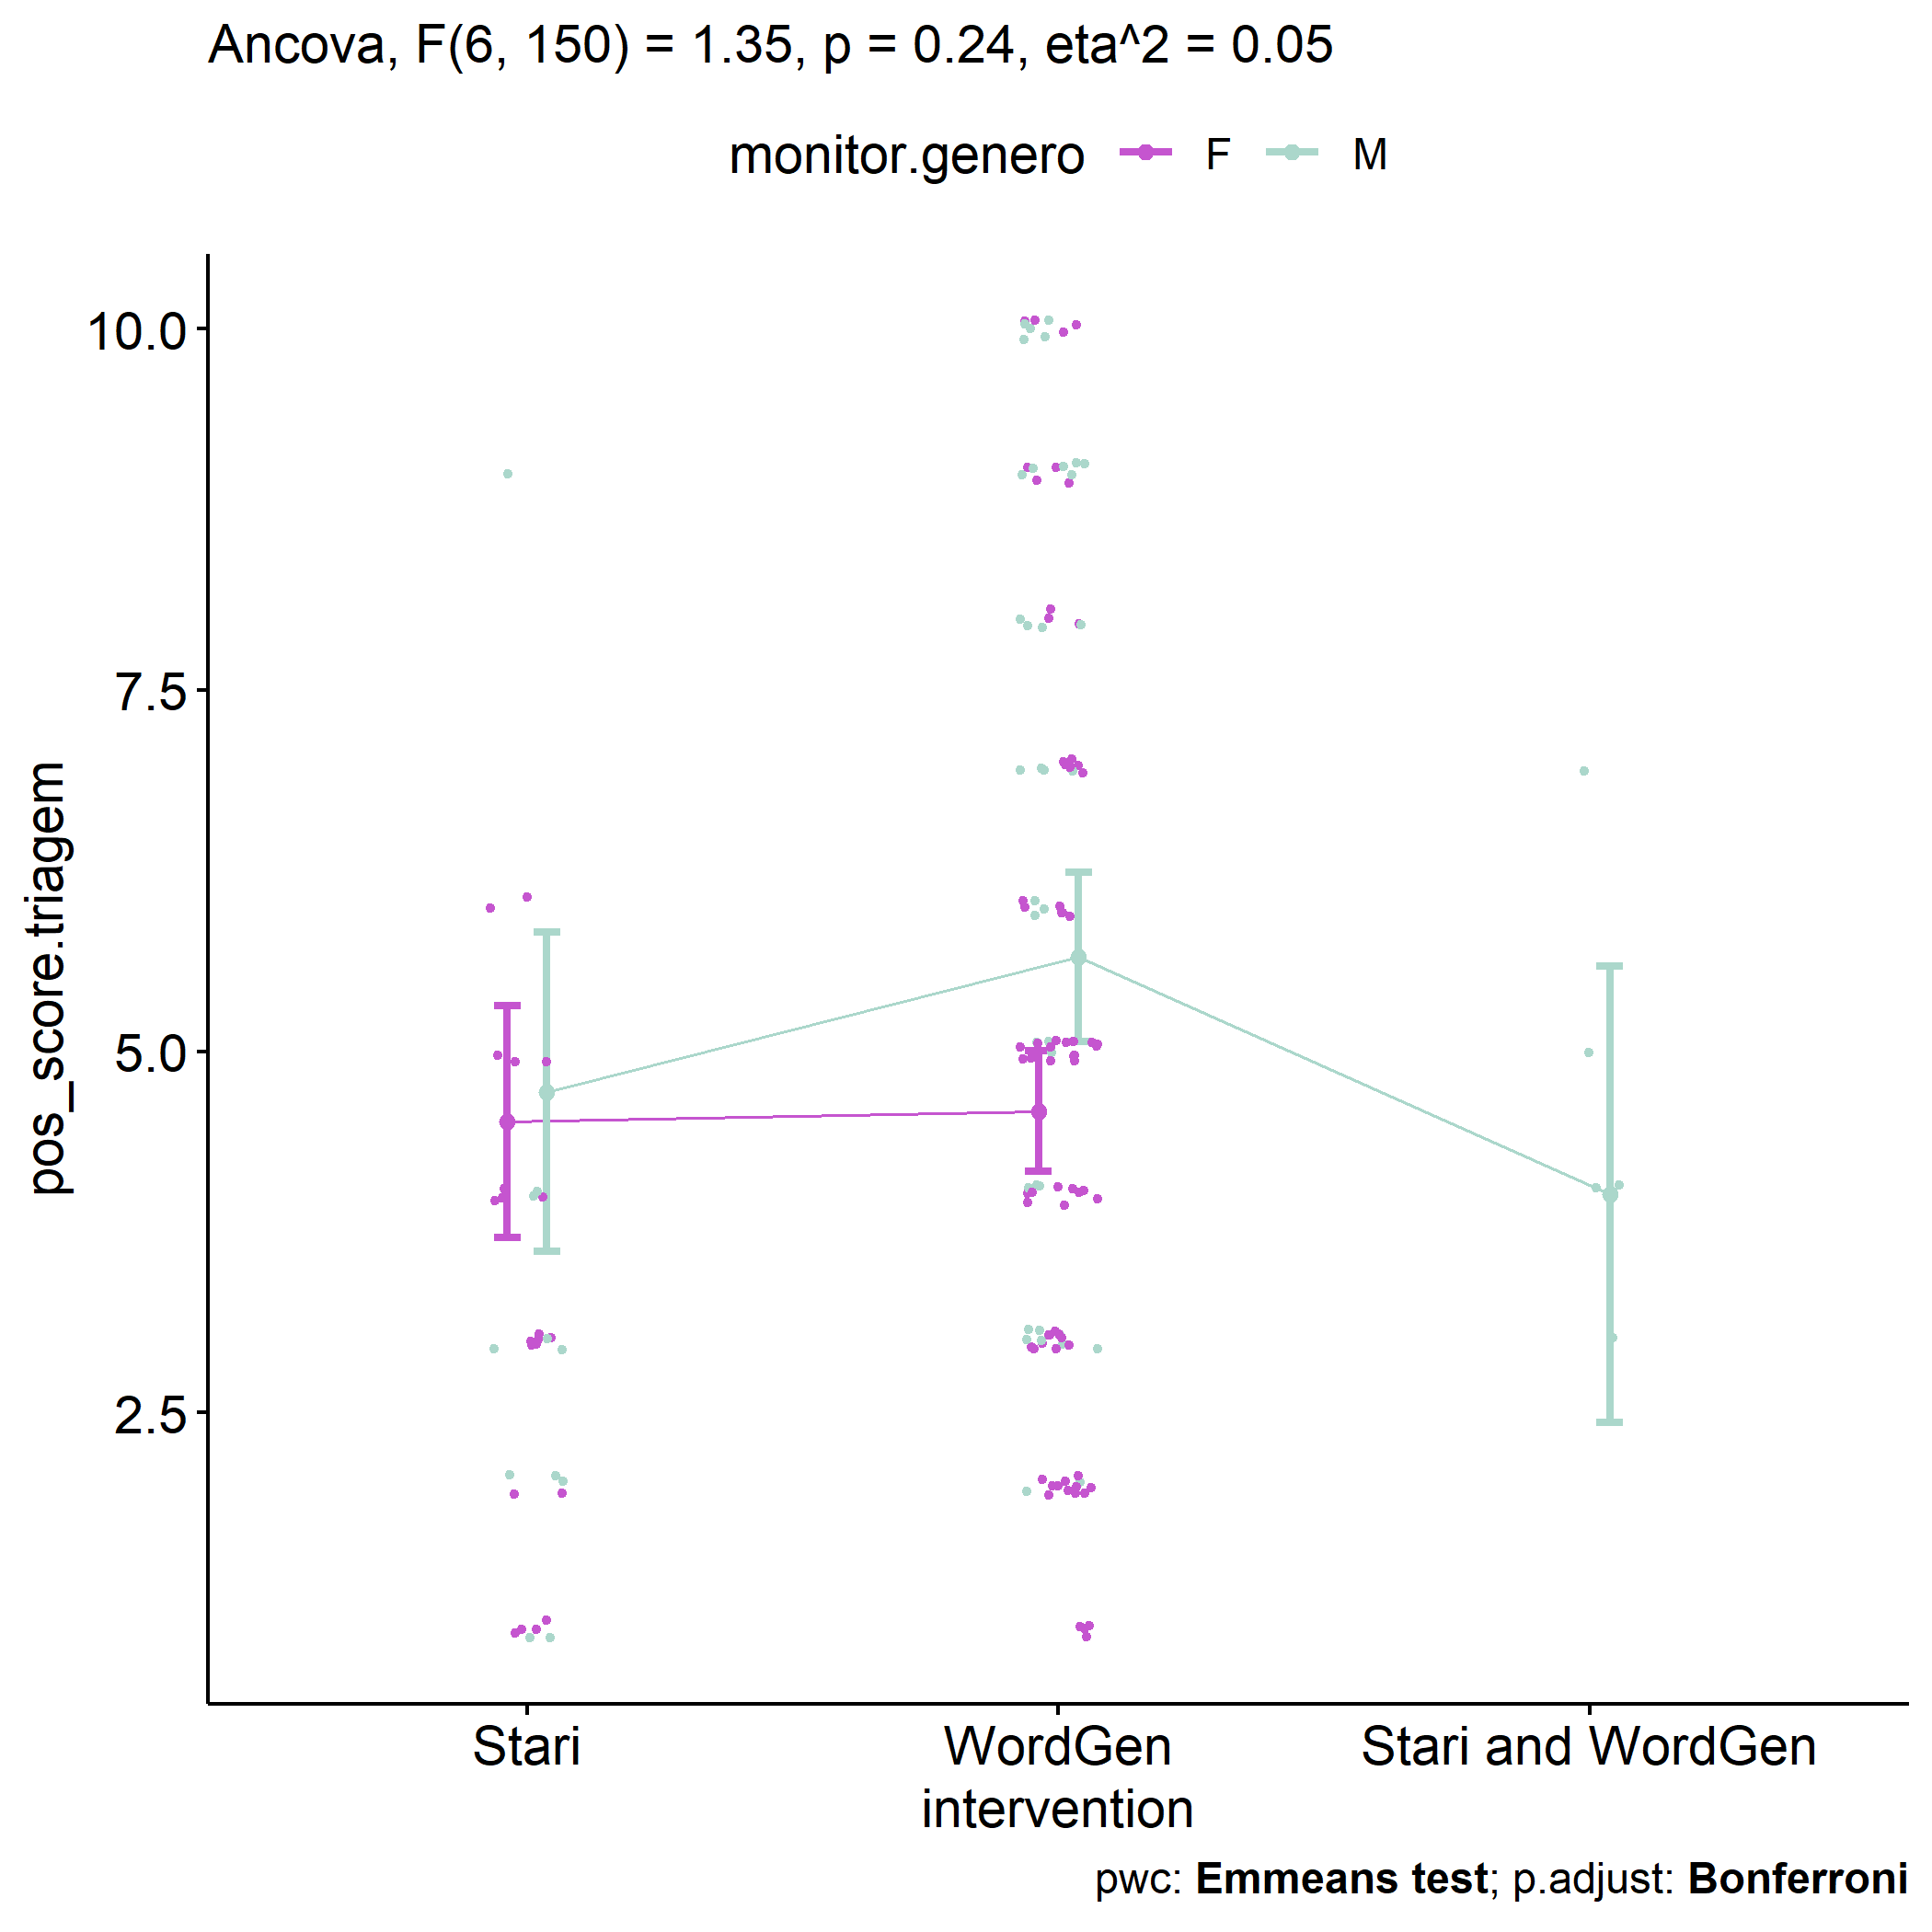 Ancova, F(6, 150) = 1.35, p = 0.24, eta^2 = 0.05
monitor.genero F M
10.0
7.5
5.0
2.5
pos_score.triagem
Stari WordGen Stari and WordGen
intervention
pwc: Emmeans test; p.adjust: Bonferroni